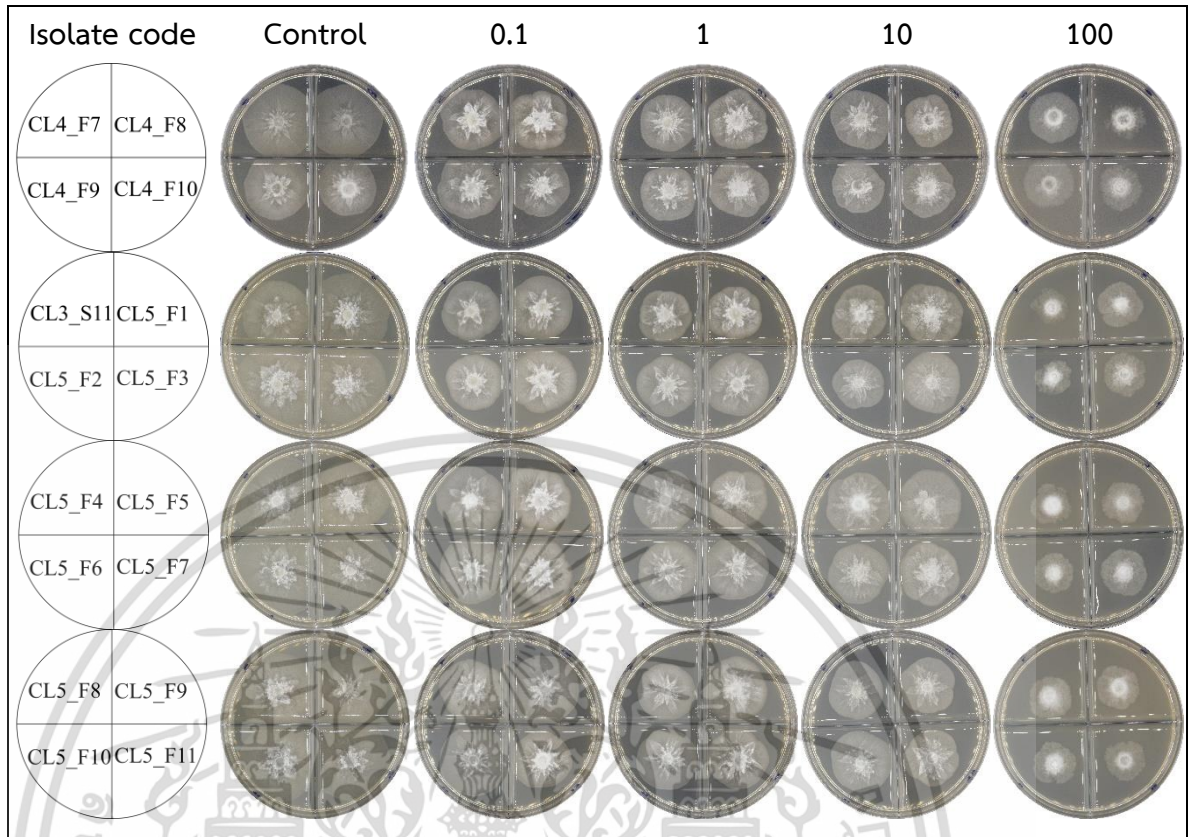 Isolate code Control 0.1 1 10 100
CL4_F7 CL4_F8
CL4_F9 CL4_F10
CL3_S11 CL5_F1
CL5_F2 CL5_F3
CL5_F4 CL5_F5
CL5_F6 CL5_F7
CL5_F8 CL5_F9
CL5_F10 CL5_F11